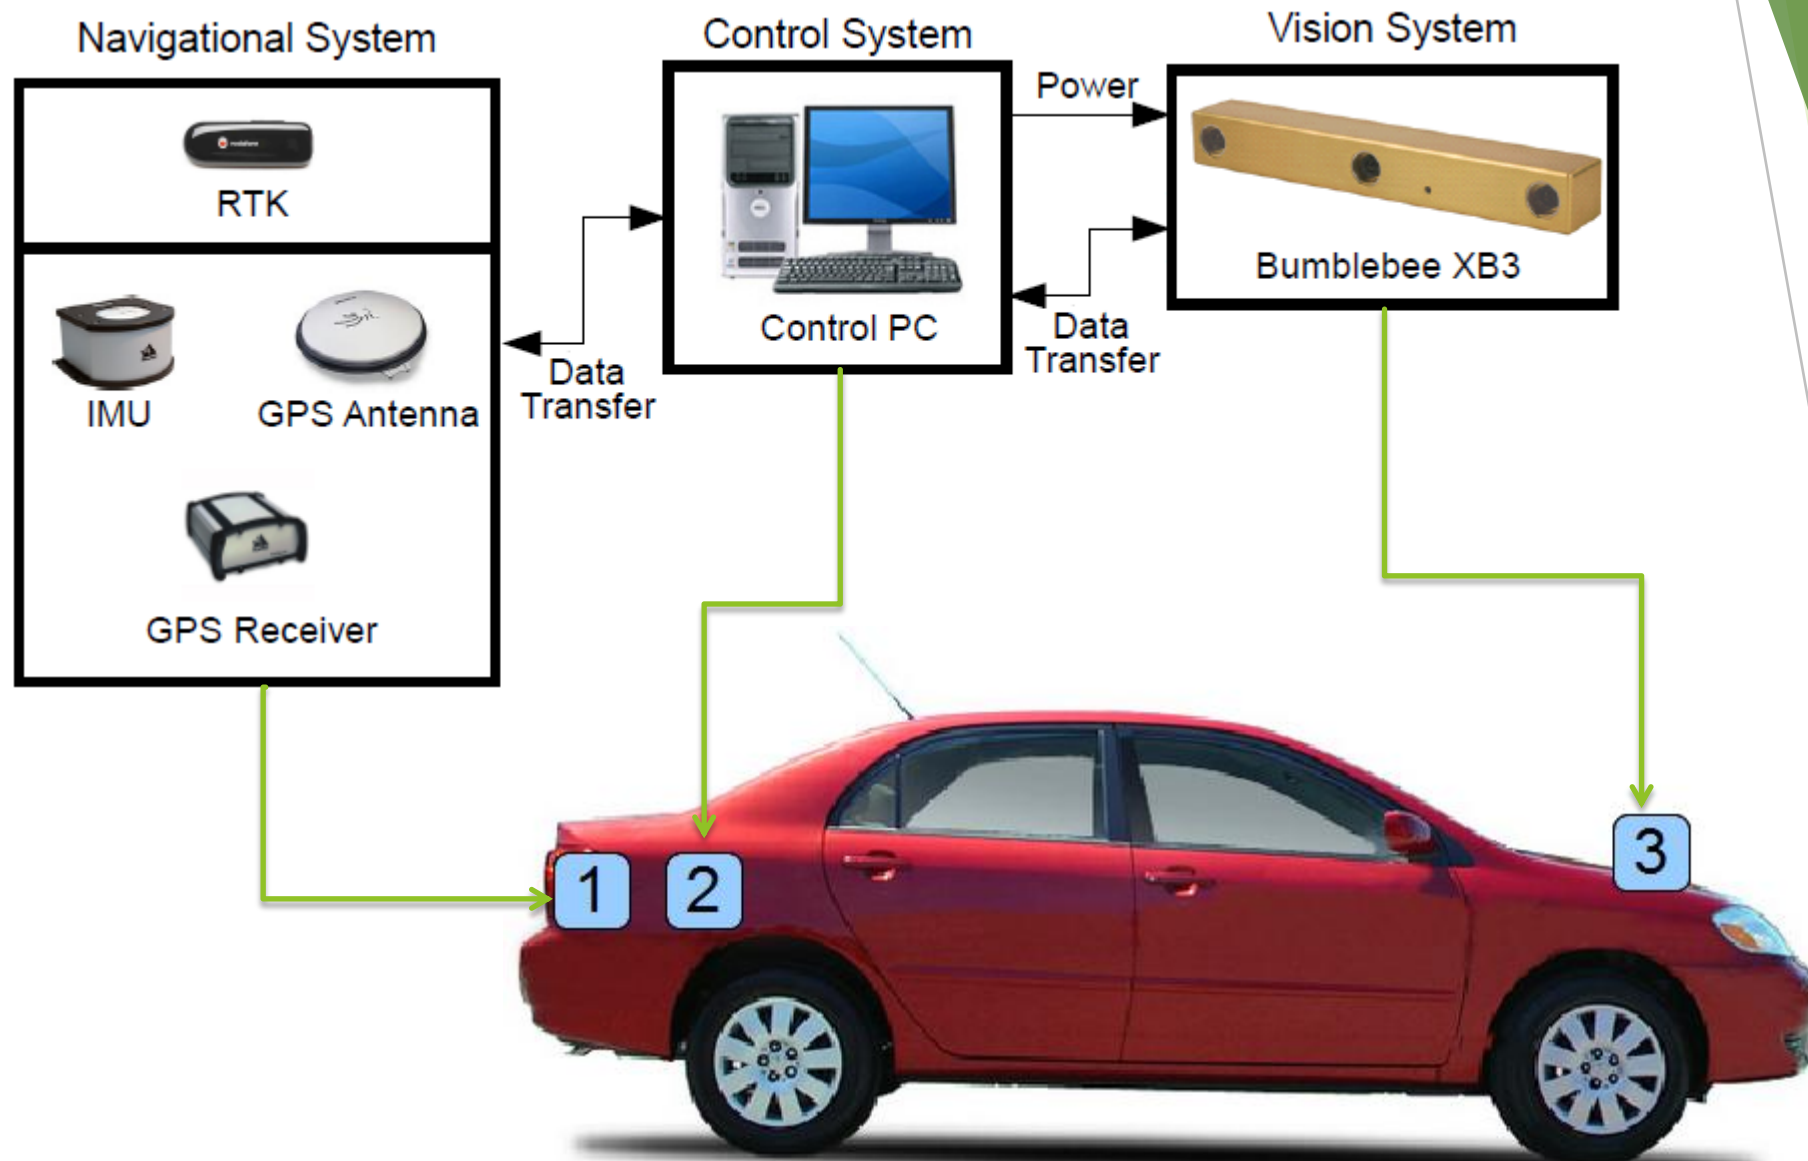 Navigational System
Control System
Vision System
RTK
IMU
GPS Antenna
GPS Receiver
Data
Transfer
Control PC
Power
Data
Transfer
Bumblebee XB3
1
2
3